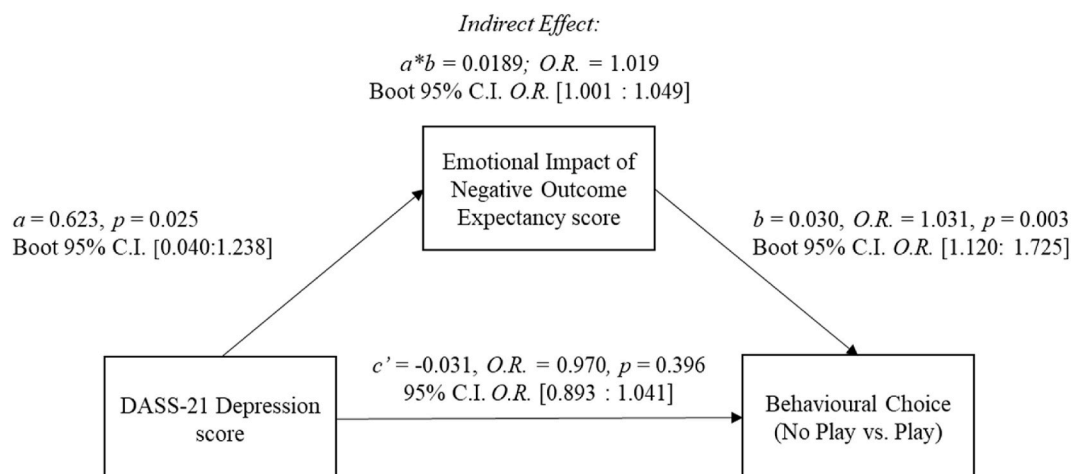 Indirect Effect:
a*b = 0.0189; O.R. = 1.019
Boot 95% C.I. O.R. [1.001 : 1.049]
Emotional Impact of
Negative Outcome
Expectancy score
a = 0.623, p = 0.025
Boot 95% C.I. [0.040:1.238]
b = 0.030, O.R. = 1.031, p = 0.003
Boot 95% C.I. O.R. [1.120: 1.725]
c’ = -0.031, O.R. = 0.970, p = 0.396
95% C.I. O.R. [0.893 : 1.041]
DASS-21 Depression
score
Behavioural Choice
(No Play vs. Play)